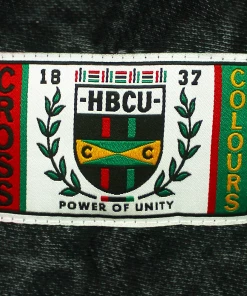 CROSS
18 37
-HBCU-
C C
POWER OF UNITY
COLOURS